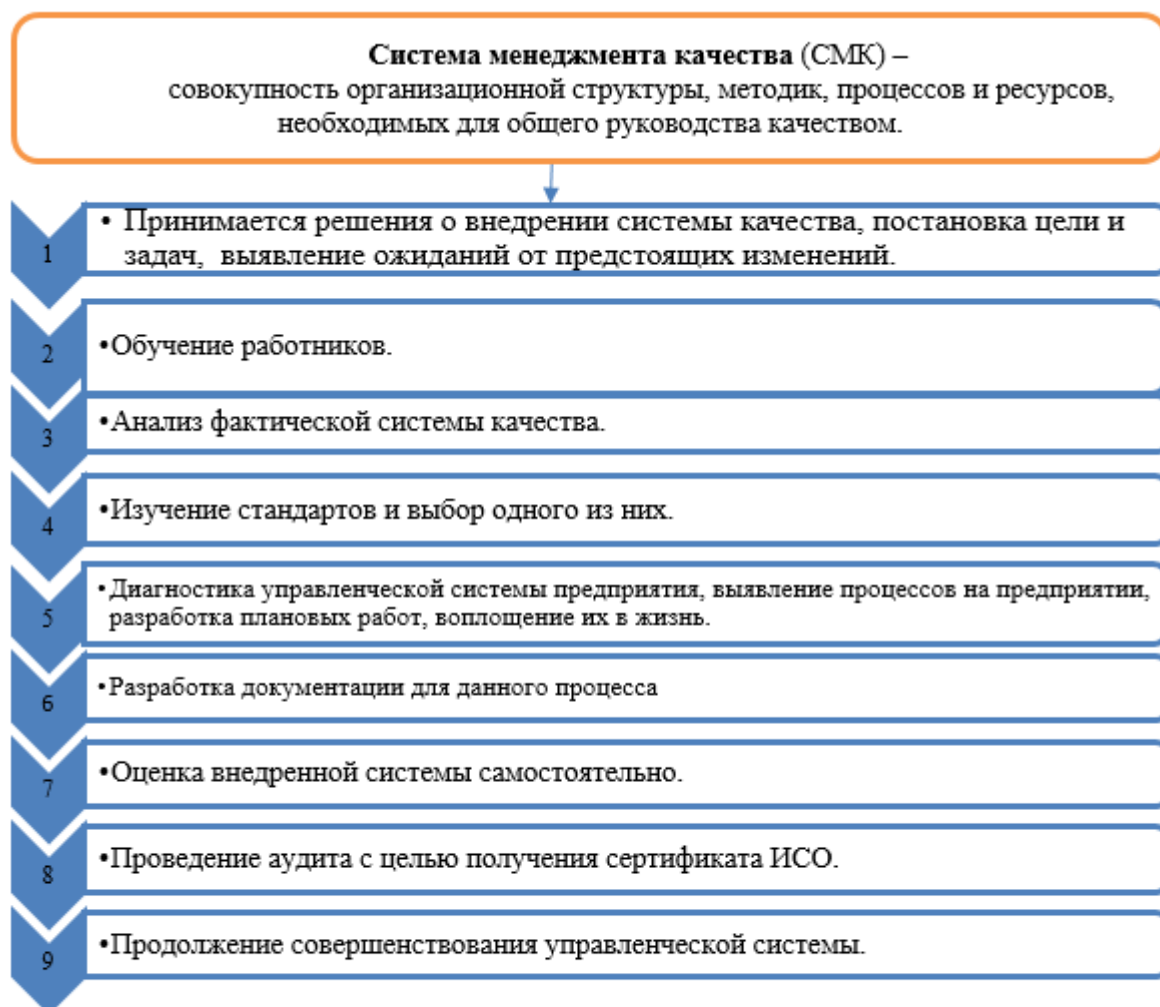 Система менеджмента качества (СМК) –
совокупность организационной структуры, методик, процессов и ресурсов,
необходимых для общего руководства качеством.
1
• Принимается решения о внедрении системы качества, постановка цели и
задач, выявление ожиданий от предстоящих изменений.
2
•Обучение работников.
3
•Анализ фактической системы качества.
4
•Изучение стандартов и выбор одного из них.
5
•Диагностика управленческой системы предприятия, выявление процессов на предприятии,
разработка плановых работ, воплощение их в жизнь.
6
•Разработка документации для данного процесса
7
•Оценка внедренной системы самостоятельно.
8
•Проведение аудита с целью получения сертификата ИСО.
9
•Продолжение совершенствования управленческой системы.